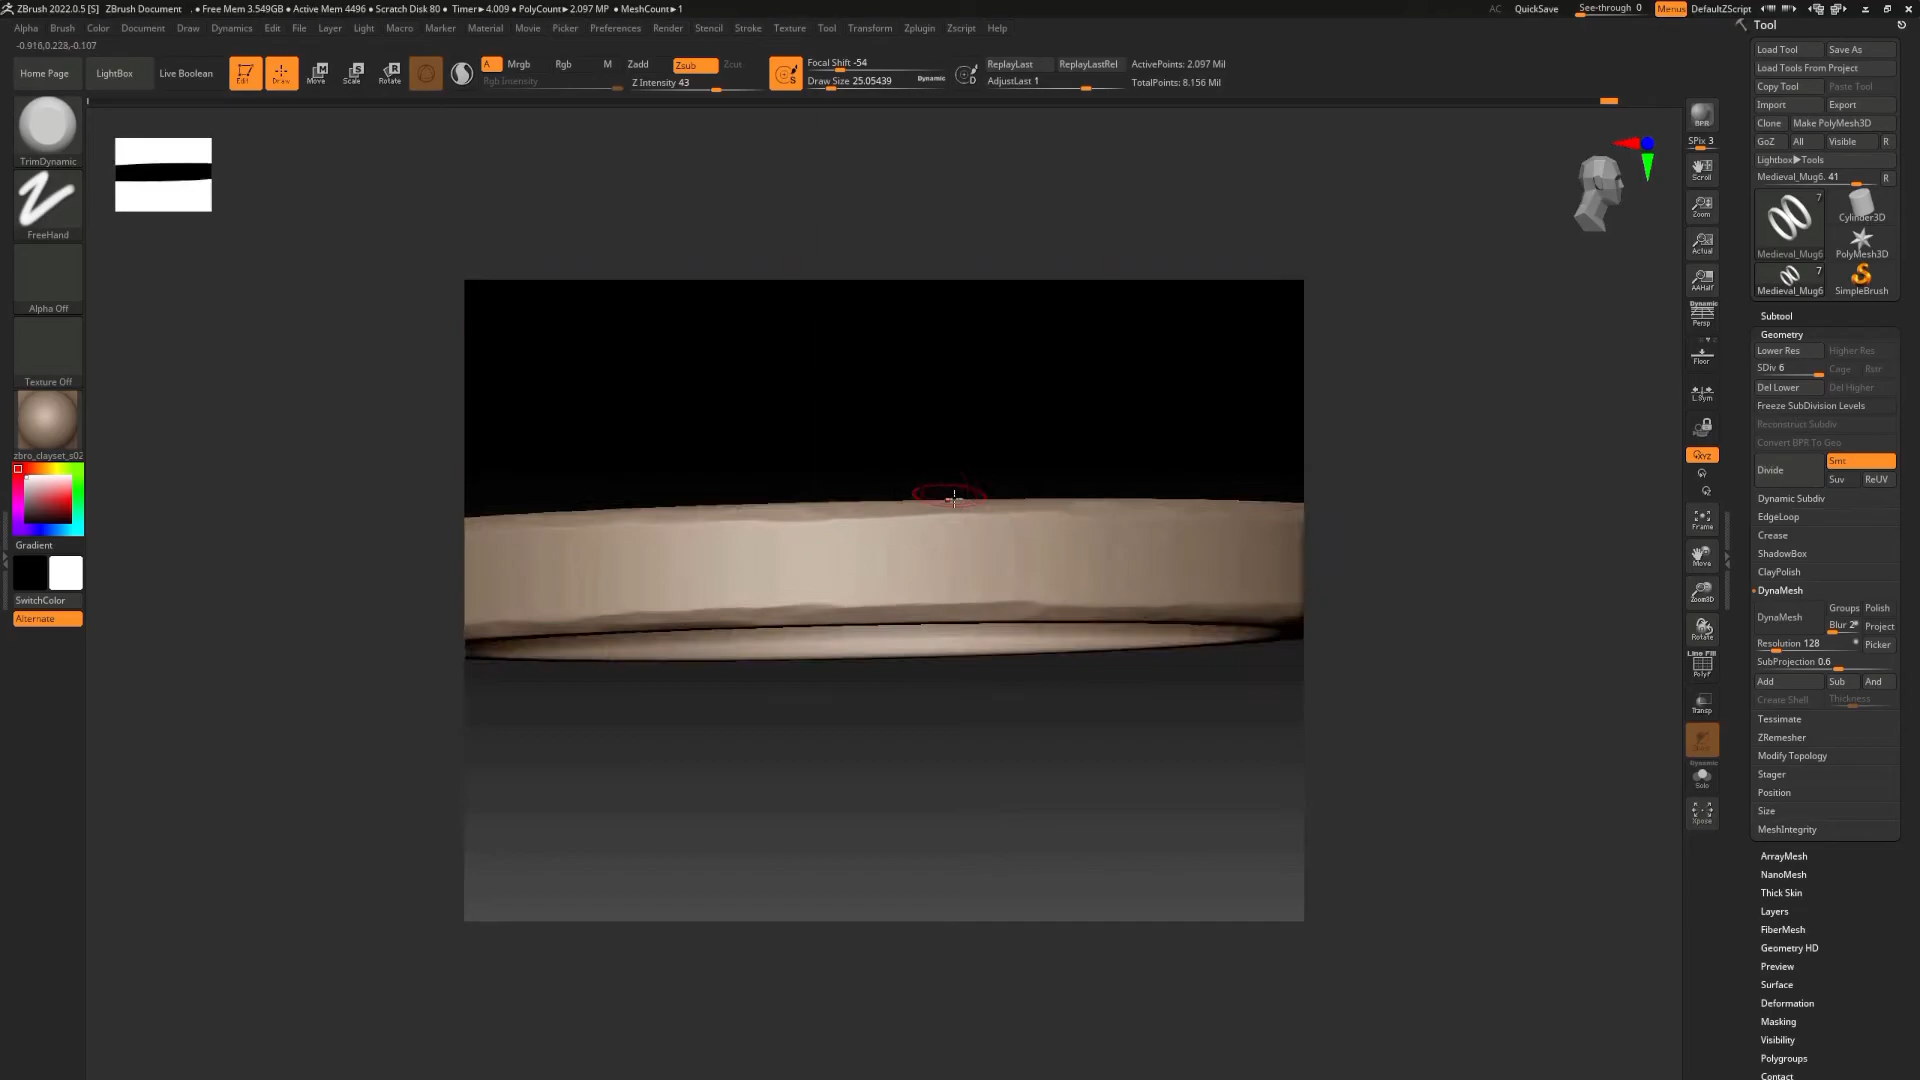 ZBrush 2022.0.5 [S] ZBrush Document . ● Free Mem 3.549GB ● Active Mem 4496 ● Scratch Disk 80 ● Timer►4.009 ● PolyCount►2.097 MP ● MeshCount►1 AC QuickSave See-through 0 Menus DefaultZScript
Alpha Brush Color Document Draw Dynamics Edit File Layer Light Macro Marker Material Movie Picker Preferences Render Stencil Stroke Texture Tool Transform Zplugin Zscript Help
-0.916,0.228,-0.107
Home Page LightBox Live Boolean Edit Draw Move Scale Rotate A Mrgb Rgb M Zadd Zsub Zcut Focal Shift -54 ReplayLast ReplayLastRel ActivePoints: 2.097 Mil
Rgb Intensity Z Intensity 43 Draw Size 25.05439 Dynamic AdjustLast 1 TotalPoints: 8.156 Mil
TrimDynamic
FreeHand
Alpha Off
Texture Off
zbro_clayset_s02
Gradient
SwitchColor
Alternate
BPR
SPix 3
Scroll
Zoom
Actual
AAHalf
Dynamic
Persp
Floor
L.Sym
XYZ
Frame
Move
Zoom3D
Rotate
Line Fill
PolyF
Transp
Dynamic
Solo
Xpose
Tool
Load Tool Save As
Load Tools From Project
Copy Tool Paste Tool
Import Export
Clone Make PolyMesh3D
GoZ All Visible R
Lightbox►Tools
Medieval_Mug6. 41 R
7
Cylinder3D
Medieval_Mug6 PolyMesh3D
7
Medieval_Mug6 SimpleBrush
Subtool
Geometry
Lower Res Higher Res
SDiv 6 Cage Rstr
Del Lower Del Higher
Freeze SubDivision Levels
Reconstruct Subdiv
Convert BPR To Geo
Divide Smt
Suv ReUV
Dynamic Subdiv
EdgeLoop
Crease
ShadowBox
ClayPolish
DynaMesh
DynaMesh Groups Polish
Blur 2 Project
Resolution 128 Picker
SubProjection 0.6
Add Sub And
Create Shell Thickness
Tessimate
ZRemesher
Modify Topology
Stager
Position
Size
MeshIntegrity
ArrayMesh
NanoMesh
Thick Skin
Layers
FiberMesh
Geometry HD
Preview
Surface
Deformation
Masking
Visibility
Polygroups
Contact